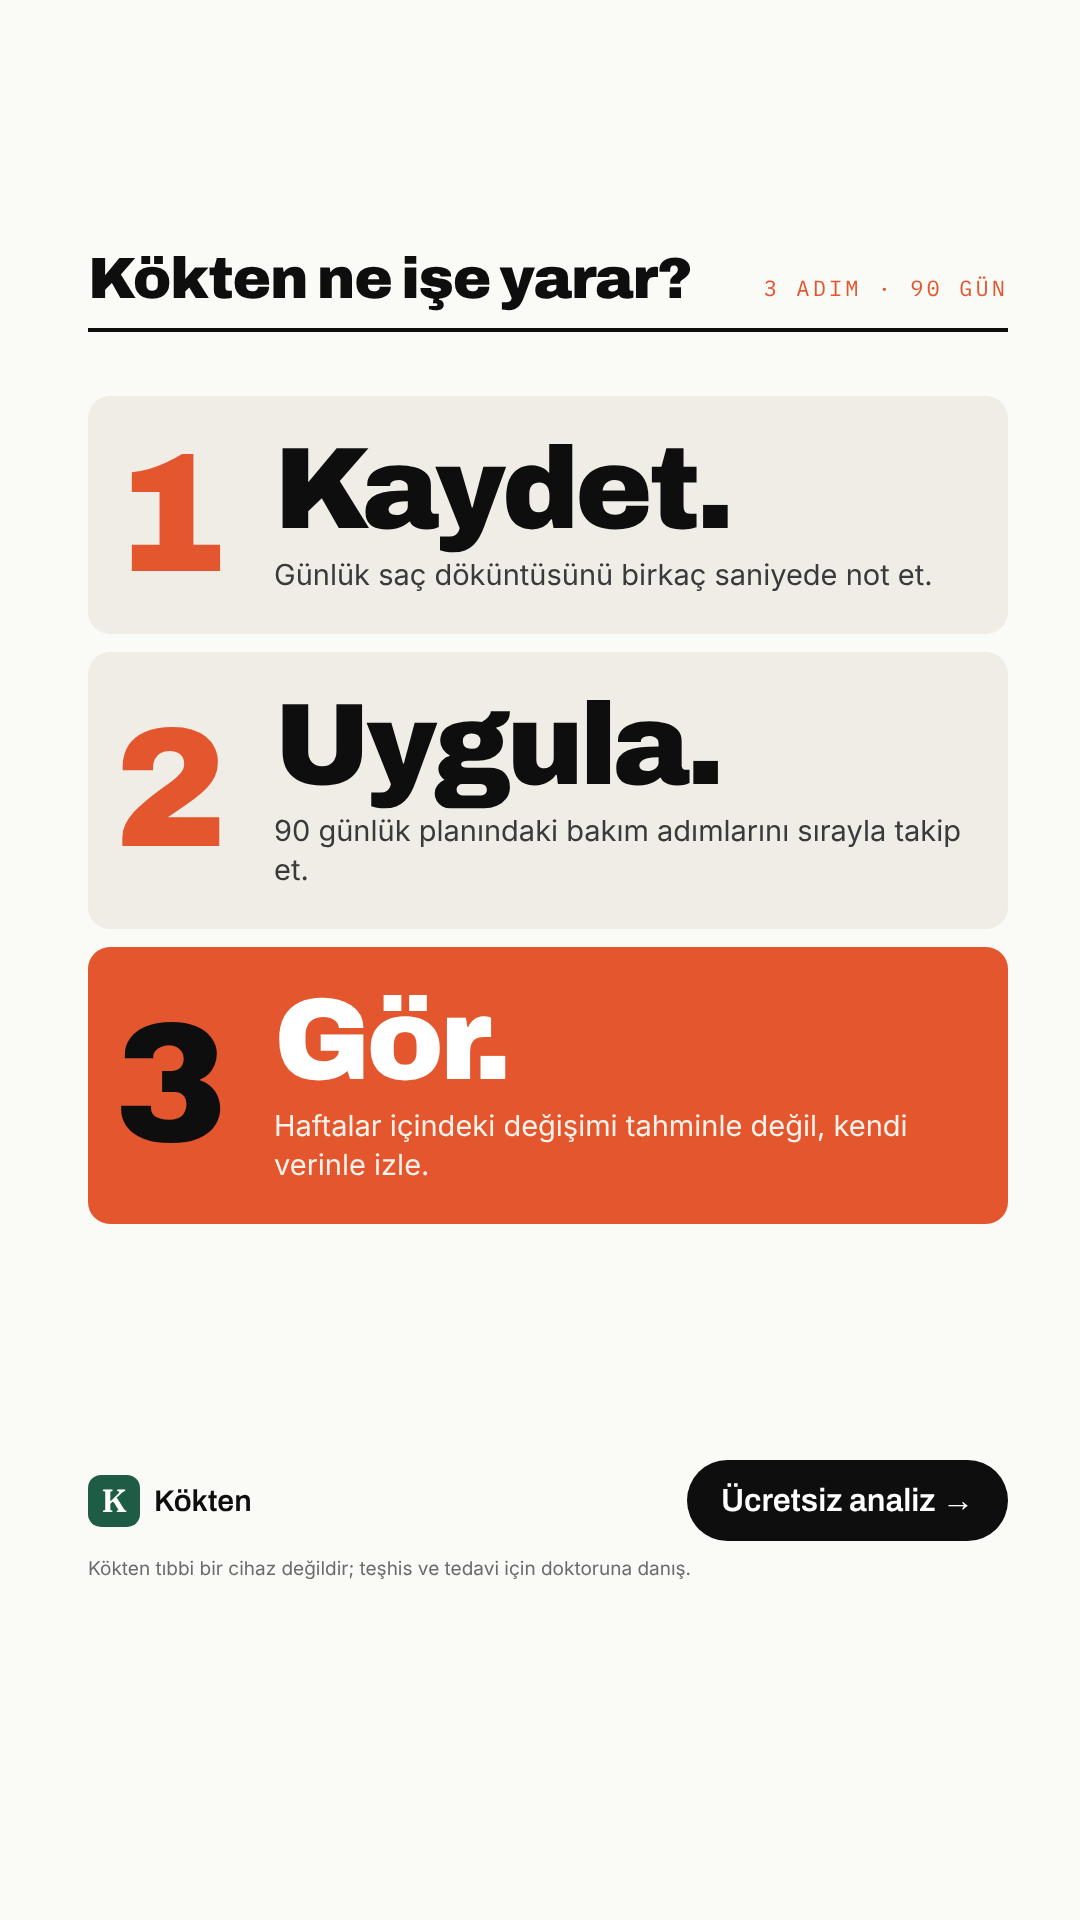 Kökten ne işe yarar?
3 ADIM · 90 GÜN
1
Kaydet.
Günlük saç döküntüsünü birkaç saniyede not et.
2
Uygula.
90 günlük planındaki bakım adımlarını sırayla takip
et.
3
Gör.
Haftalar içindeki değişimi tahminle değil, kendi
verinle izle.
K Kökten
Ücretsiz analiz →
Kökten tıbbi bir cihaz değildir; teşhis ve tedavi için doktoruna danış.